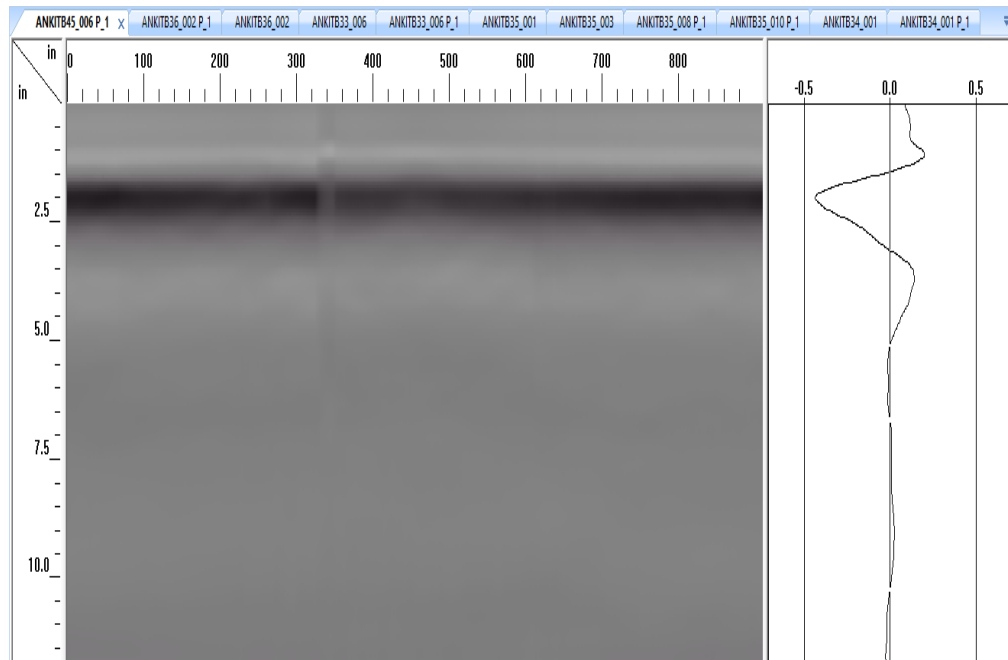 ANKITB45_006 P_1 X ANKITB36_002 P_1 ANKITB36_002 ANKITB33_006 ANKITB33_006 P_1 ANKITB35_001 ANKITB35_003 ANKITB35_008 P_1 ANKITB35_010 P_1 ANKITB34_001 ANKITB34_001 P_1
in
in
0 100 200 300 400 500 600 700 800
-0.5 0.0 0.5
2.5
5.0
7.5
10.0